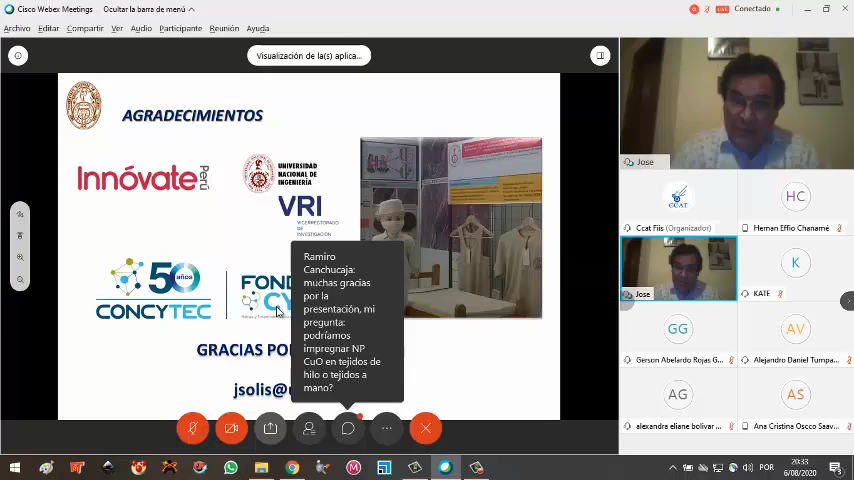 Cisco Webex Meetings
Ocultar la barra de menú
LIVE
Conectado
Archivo Editar Compartir Ver Audio Participante Reunión Ayuda
Visualización de la(s) aplica...
AGRADECIMIENTOS
Innóvate Perú
UNIVERSIDAD
NACIONAL DE
INGENIERÍA
VRI
VICERRECTORADO
DE
INVESTIGACIÓN
50 años
CONCYTEC
FOND
CY
GRACIAS PO
jsolis@u
Ramiro
Canchucaja:
muchas gracias
por la
presentación, mi
pregunta:
podríamos
impregnar NP
CuO en tejidos de
hilo o tejidos a
mano?
Jose
CCAT
Ccat Fiis (Organizador)
HC
Hernan Effio Chanamé
Jose
K
KATE
GG
Gerson Abelardo Rojas G...
AV
Alejandro Daniel Tumpa...
AG
alexandra eliane bolivar ...
AS
Ana Cristina Oscco Saav...
POR
20:33
6/08/2020